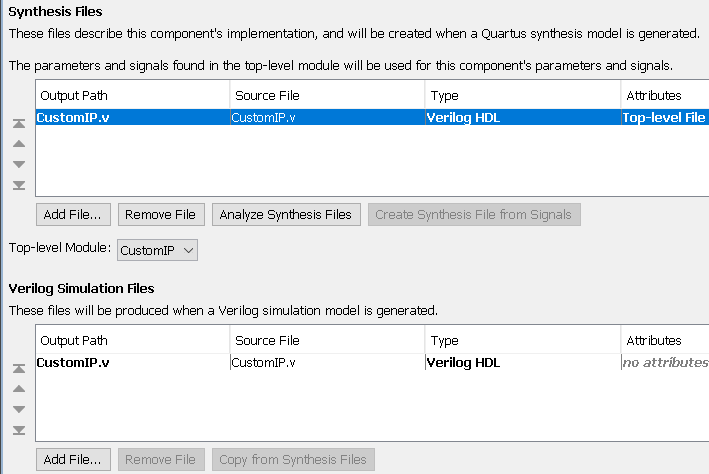 Synthesis Files
These files describe this component's implementation, and will be created when a Quartus synthesis model is generated.
The parameters and signals found in the top-level module will be used for this component's parameters and signals.
Output Path Source File Type Attributes
CustomIP.v CustomIP.v Verilog HDL Top-level File
Add File... Remove File Analyze Synthesis Files Create Synthesis File from Signals
Top-level Module: CustomIP
Verilog Simulation Files
These files will be produced when a Verilog simulation model is generated.
Output Path Source File Type Attributes
CustomIP.v CustomIP.v Verilog HDL no attributes
Add File... Remove File Copy from Synthesis Files